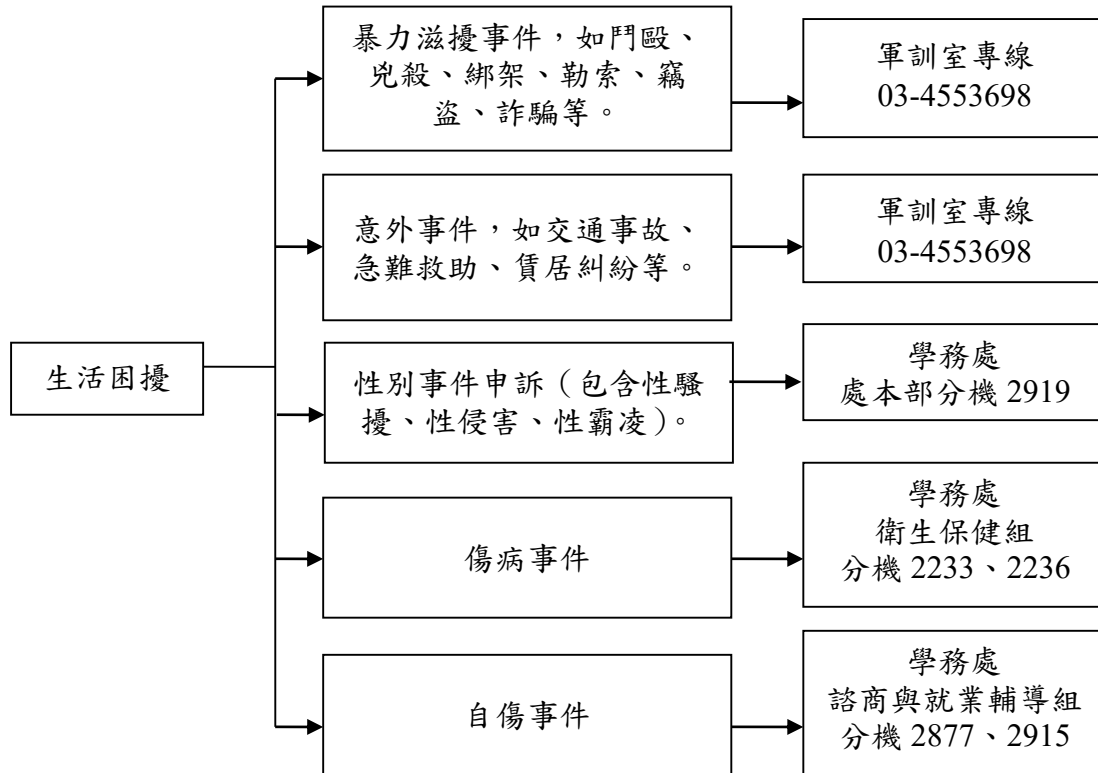 生活困擾
暴力滋擾事件，如鬥毆、
兇殺、綁架、勒索、竊
盜、詐騙等。
軍訓室專線
03-4553698
意外事件，如交通事故、
急難救助、賃居糾紛等。
軍訓室專線
03-4553698
性別事件申訴（包含性騷
擾、性侵害、性霸凌）。
學務處
處本部分機 2919
傷病事件
學務處
衛生保健組
分機 2233、2236
自傷事件
學務處
諮商與就業輔導組
分機 2877、2915